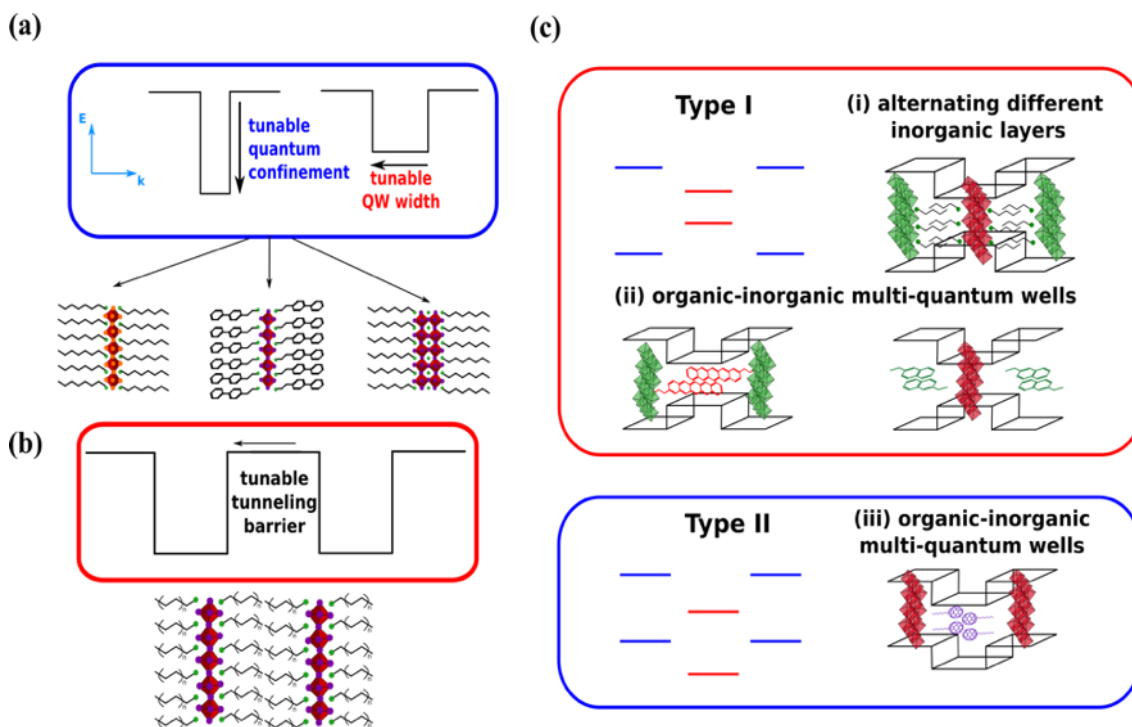 (a)
E
k
tunable
quantum
confinement
tunable
QW width
(b)
tunable
tunneling
barrier
n n n n
n n n n
n n n n
n n n n
n n n n
n n n n
(c)
Type I
(i) alternating different
inorganic layers
(ii) organic-inorganic multi-quantum wells
Type II
(iii) organic-inorganic
multi-quantum wells